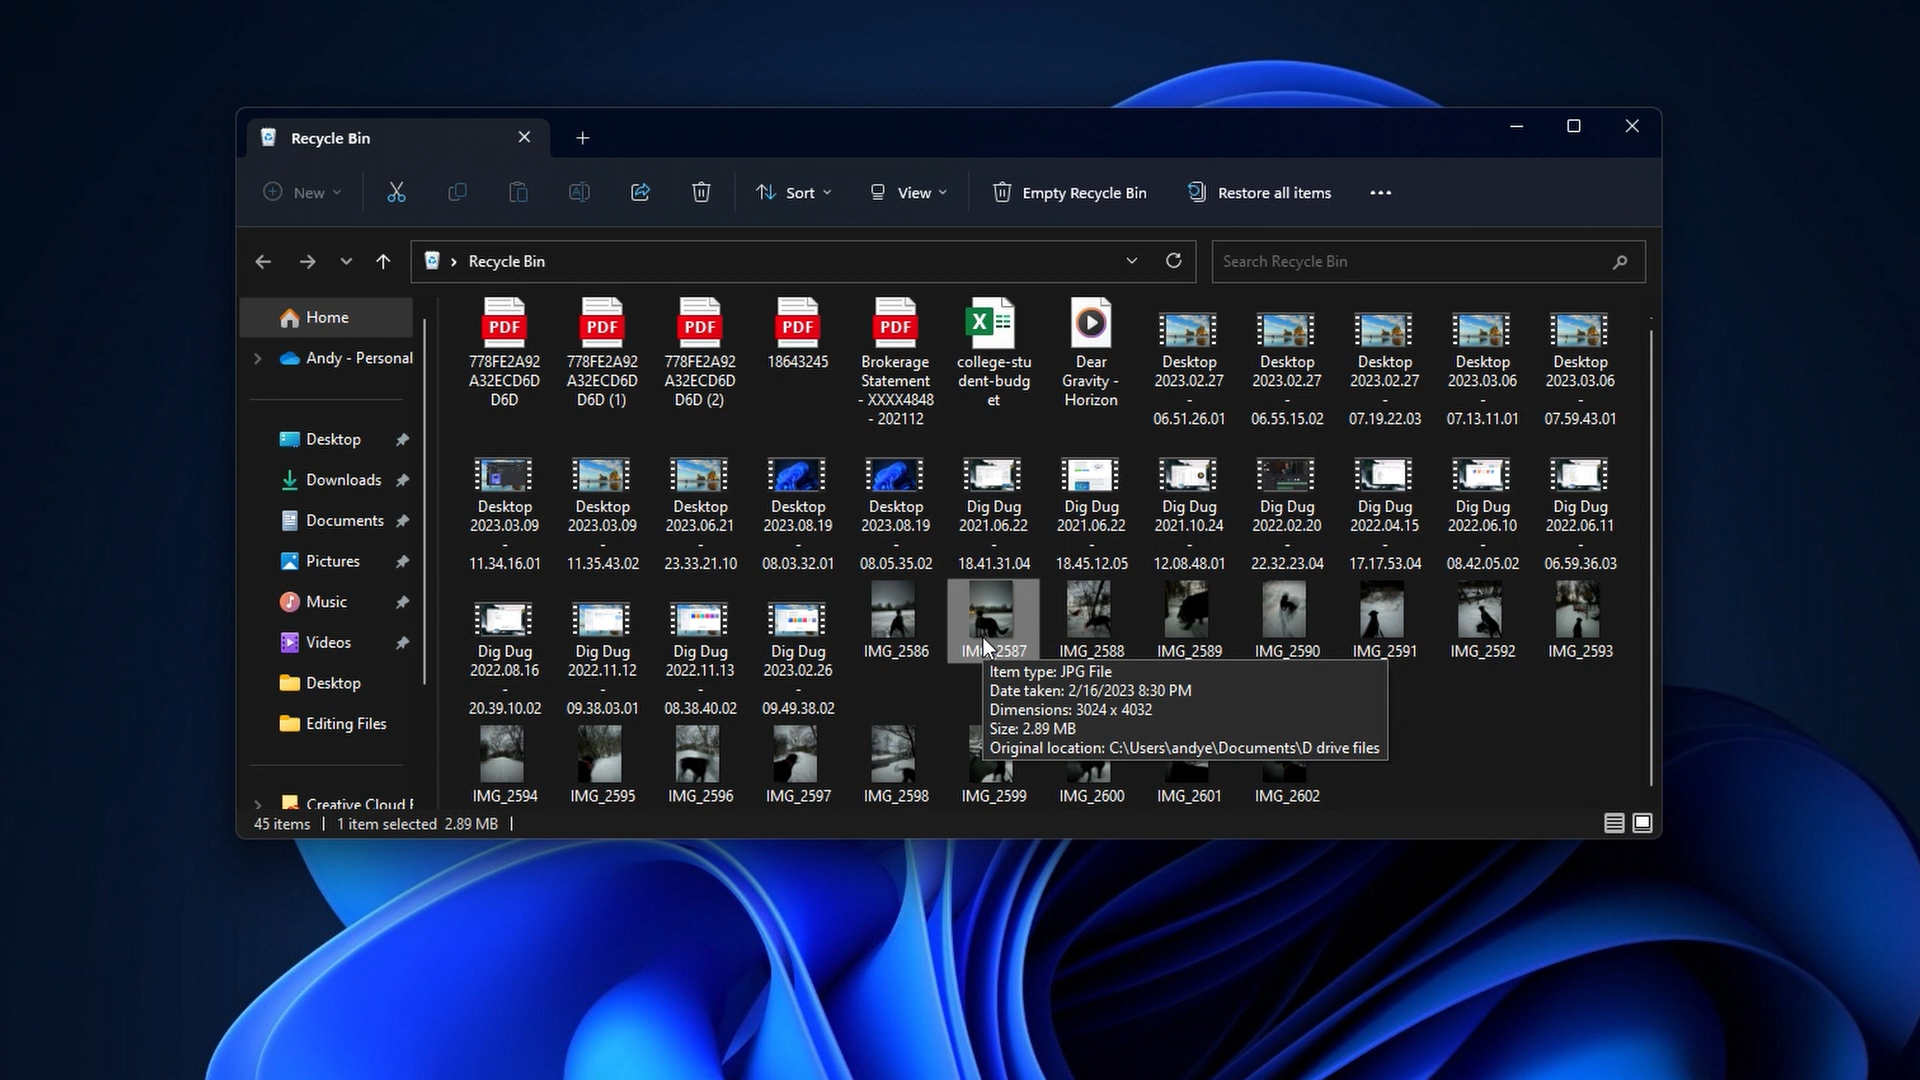 Recycle Bin
New
Sort
View
Empty Recycle Bin
Restore all items
Recycle Bin
Search Recycle Bin
Home
Andy - Personal
Desktop
Downloads
Documents
Pictures
Music
Videos
Desktop
Editing Files
Creative Cloud F
PDF
PDF
PDF
PDF
PDF
X
778FE2A92
A32ECD6D
D6D
778FE2A92
A32ECD6D
D6D (1)
778FE2A92
A32ECD6D
D6D (2)
18643245
Brokerage
Statement
- XXXX4848
- 202112
college-stu
dent-budg
et
Dear
Gravity -
Horizon
Desktop
2023.02.27
-
06.51.26.01
Desktop
2023.02.27
-
06.55.15.02
Desktop
2023.02.27
-
07.19.22.03
Desktop
2023.03.06
-
07.13.11.01
Desktop
2023.03.06
-
07.59.43.01
Desktop
2023.03.09
-
11.34.16.01
Desktop
2023.03.09
-
11.35.43.02
Desktop
2023.06.21
-
23.33.21.10
Desktop
2023.08.19
-
08.03.32.01
Desktop
2023.08.19
-
08.05.35.02
Dig Dug
2021.06.22
-
18.41.31.04
Dig Dug
2021.06.22
-
18.45.12.05
Dig Dug
2021.10.24
-
12.08.48.01
Dig Dug
2022.02.20
-
22.32.23.04
Dig Dug
2022.04.15
-
17.17.53.04
Dig Dug
2022.06.10
-
08.42.05.02
Dig Dug
2022.06.11
-
06.59.36.03
Dig Dug
2022.08.16
-
20.39.10.02
Dig Dug
2022.11.12
-
09.38.03.01
Dig Dug
2022.11.13
-
08.38.40.02
Dig Dug
2023.02.26
-
09.49.38.02
IMG_2586
IMG_2587
IMG_2588
IMG_2589
IMG_2590
IMG_2591
IMG_2592
IMG_2593
Item type: JPG File
Date taken: 2/16/2023 8:30 PM
Dimensions: 3024 x 4032
Size: 2.89 MB
Original location: C:\Users\andye\Documents\D drive files
IMG_2594
IMG_2595
IMG_2596
IMG_2597
IMG_2598
IMG_2599
IMG_2600
IMG_2601
IMG_2602
45 items
1 item selected 2.89 MB